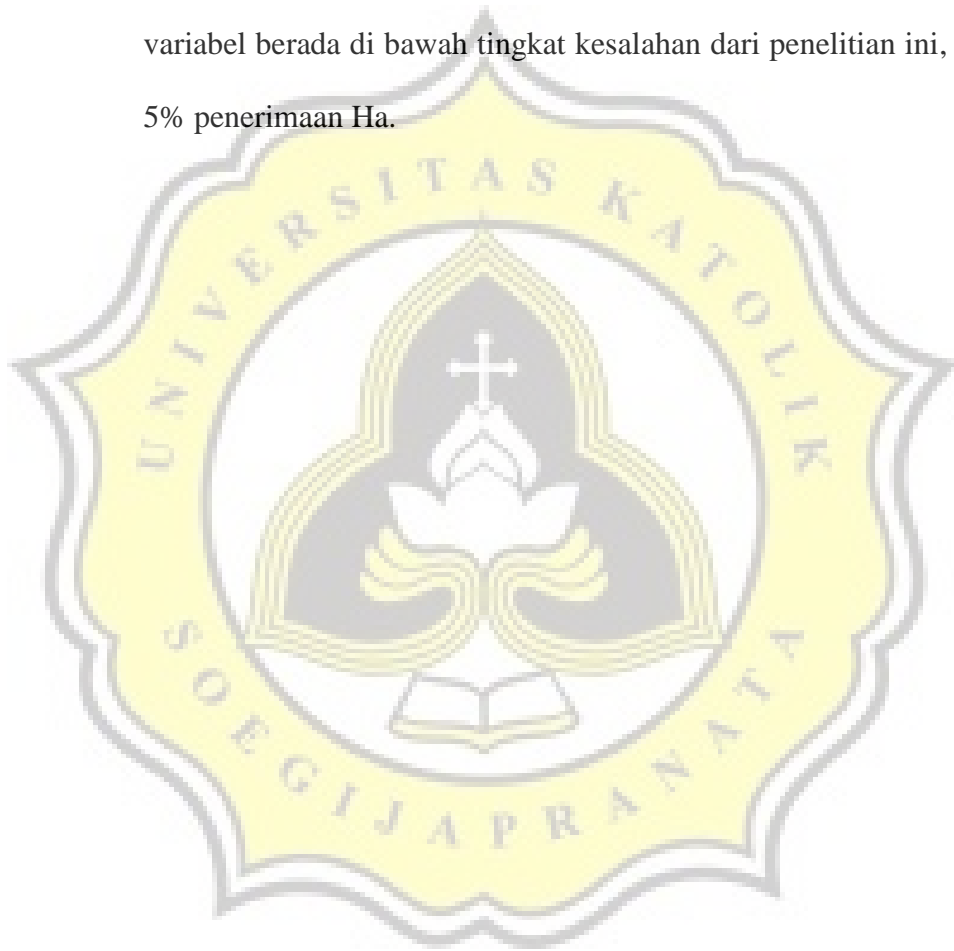 variabel berada di bawah tingkat kesalahan dari penelitian ini,
5% penerimaan Ha.
UNIVERSITAS KATOLIK
SOEGIJAPRANATA